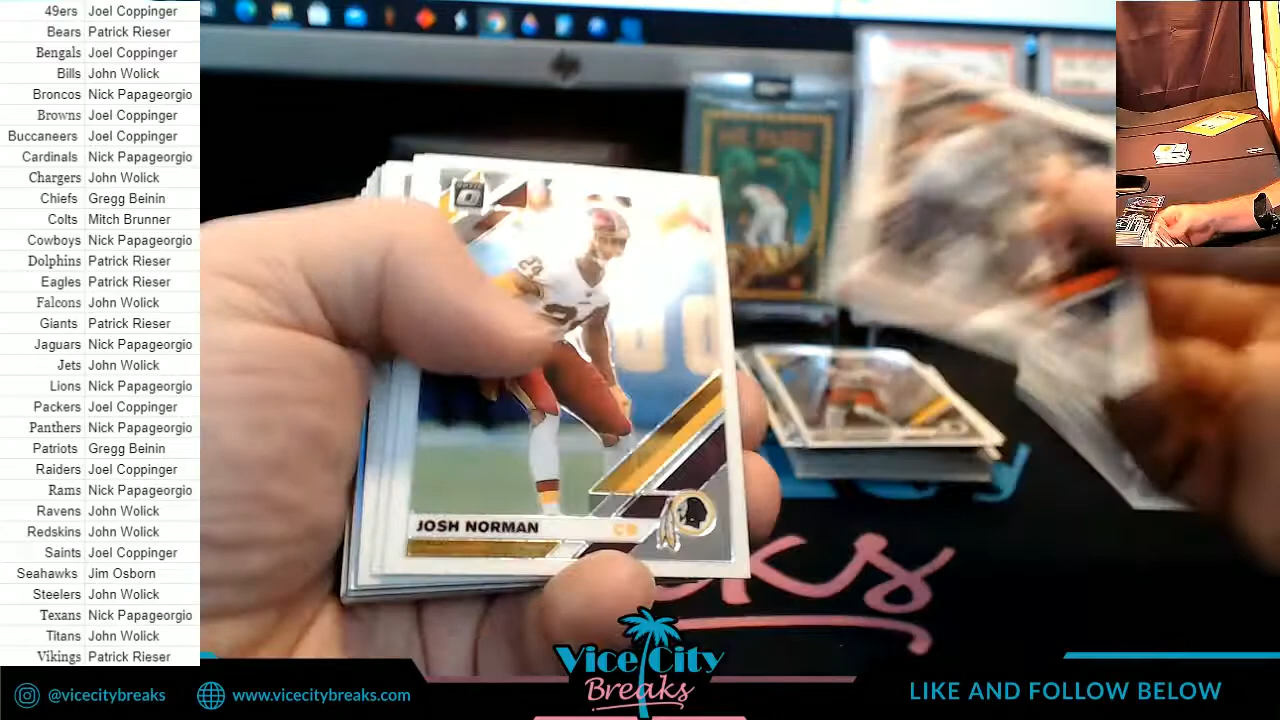 49ers Joel Coppinger
Bears Patrick Rieser
Bengals Joel Coppinger
Bills John Wolick
Broncos Nick Papageorgio
Browns Joel Coppinger
Buccaneers Joel Coppinger
Cardinals Nick Papageorgio
Chargers John Wolick
Chiefs Gregg Beinin
Colts Mitch Brunner
Cowboys Nick Papageorgio
Dolphins Patrick Rieser
Eagles Patrick Rieser
Falcons John Wolick
Giants Patrick Rieser
Jaguars Nick Papageorgio
Jets John Wolick
Lions Nick Papageorgio
Packers Joel Coppinger
Panthers Nick Papageorgio
Patriots Gregg Beinin
Raiders Joel Coppinger
Rams Nick Papageorgio
Ravens John Wolick
Redskins John Wolick
Saints Joel Coppinger
Seahawks Jim Osborn
Steelers John Wolick
Texans Nick Papageorgio
Titans John Wolick
Vikings Patrick Rieser
hp
24
JOSH NORMAN CB
Vice City
Breaks
@vicecitybreaks
www.vicecitybreaks.com
LIKE AND FOLLOW BELOW